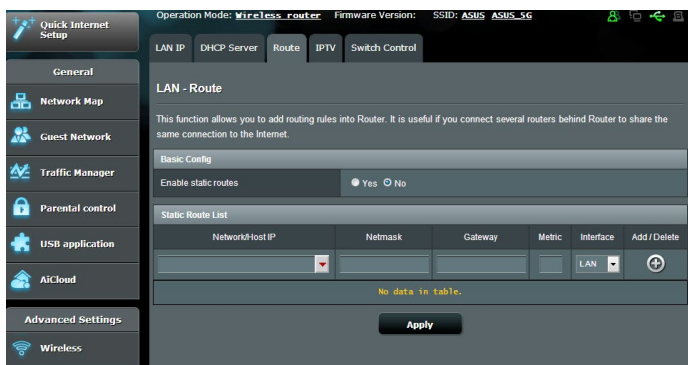 Quick Internet
Setup
General
Network Map
Guest Network
Traffic Manager
Parental control
USB application
AiCloud
Advanced Settings
Wireless
Operation Mode: Wireless router Firmware Version: SSID: ASUS ASUS_5G
LAN IP DHCP Server Route IPTV Switch Control
LAN - Route
This function allows you to add routing rules into Router. It is useful if you connect several routers behind Router to share the
same connection to the Internet.
Basic Config
Enable static routes Yes No
Static Route List
Network/Host IP Netmask Gateway Metric Interface Add / Delete
LAN
No data in table.
Apply